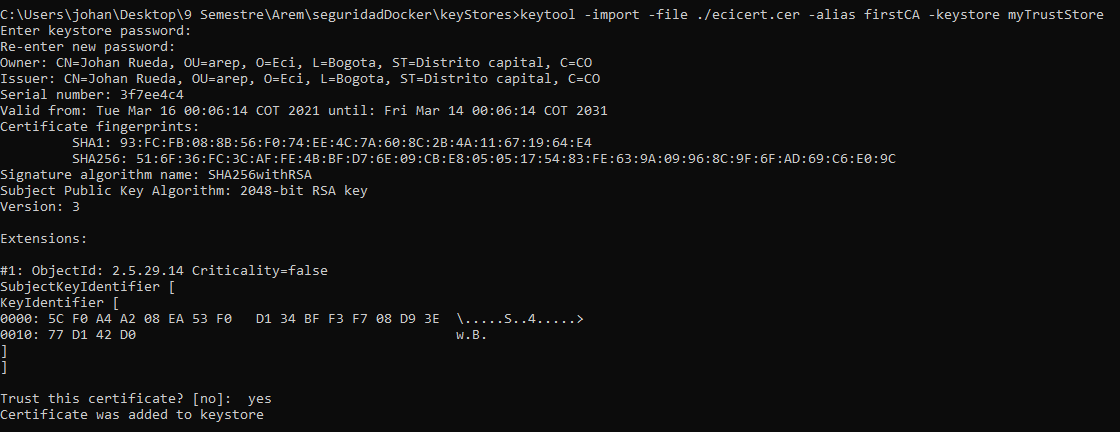 C:\Users\johan\Desktop\9 Semestre\Arem\seguridadDocker\keyStores>keytool -import -file ./ecicert.cer -alias firstCA -keystore myTrustStore
Enter keystore password:
Re-enter new password:
Owner: CN=Johan Rueda, OU=arep, O=Eci, L=Bogota, ST=Distrito capital, C=CO
Issuer: CN=Johan Rueda, OU=arep, O=Eci, L=Bogota, ST=Distrito capital, C=CO
Serial number: 3f7ee4c4
Valid from: Tue Mar 16 00:06:14 COT 2021 until: Fri Mar 14 00:06:14 COT 2031
Certificate fingerprints:
         SHA1: 93:FC:FB:08:8B:56:F0:74:EE:4C:7A:60:8C:2B:4A:11:67:19:64:E4
         SHA256: 51:6F:36:FC:3C:AF:FE:4B:BF:D7:6E:09:CB:E8:05:05:17:54:83:FE:63:9A:09:96:8C:9F:6F:AD:69:C6:E0:9C
Signature algorithm name: SHA256withRSA
Subject Public Key Algorithm: 2048-bit RSA key
Version: 3

Extensions:

#1: ObjectId: 2.5.29.14 Criticality=false
SubjectKeyIdentifier [
KeyIdentifier [
0000: 5C F0 A4 A2 08 EA 53 F0   D1 34 BF F3 F7 08 D9 3E  \.....S..4.....>
0010: 77 D1 42 D0                                        w.B.
]
]

Trust this certificate? [no]:  yes
Certificate was added to keystore